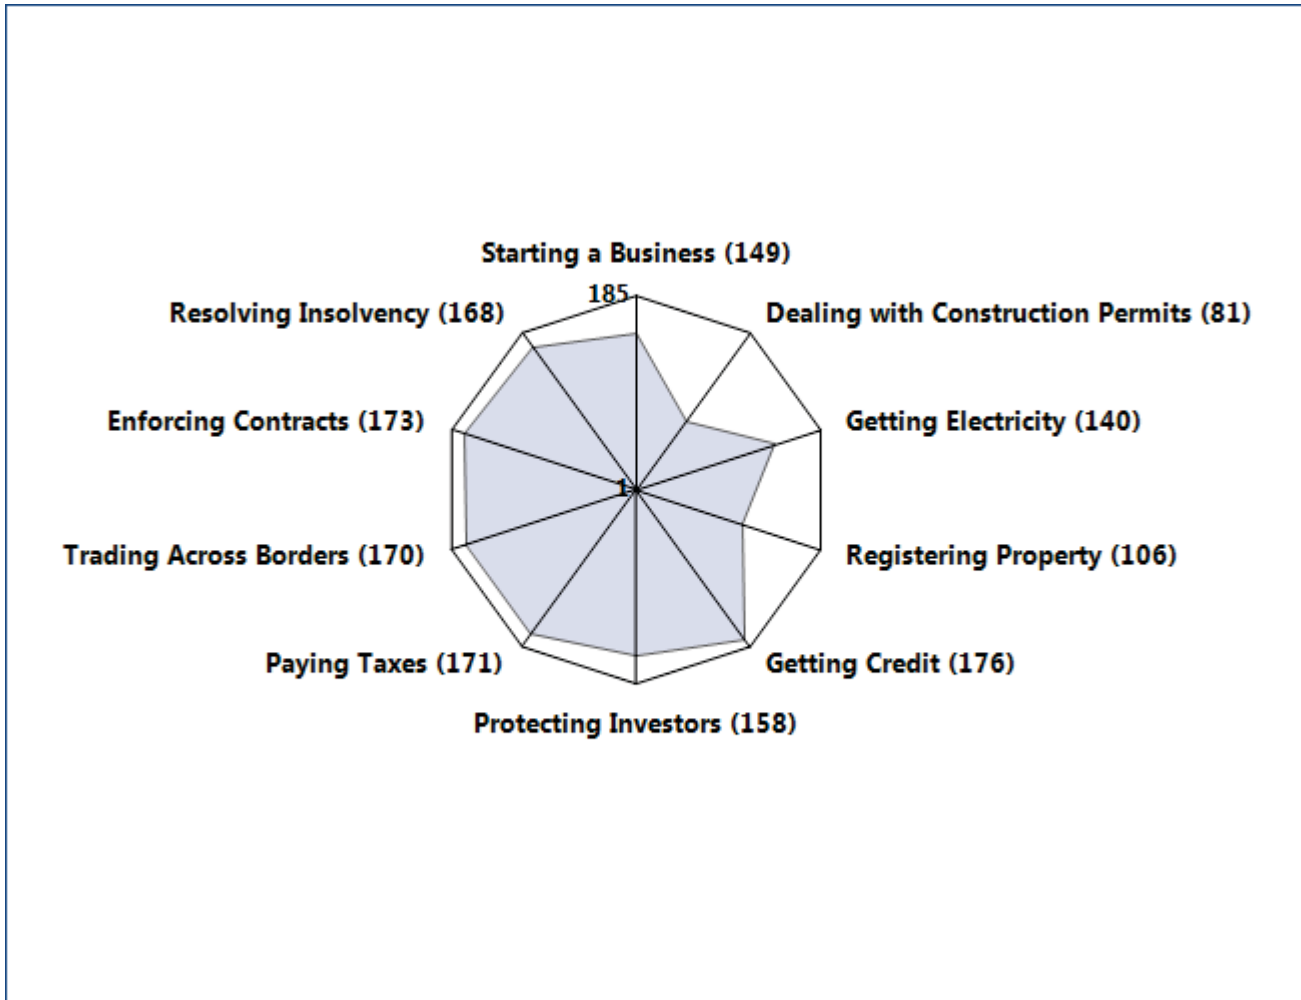 Starting a Business (149)
185
Resolving Insolvency (168)
Dealing with Construction Permits (81)
Enforcing Contracts (173)
Getting Electricity (140)
1
Trading Across Borders (170)
Registering Property (106)
Paying Taxes (171)
Getting Credit (176)
Protecting Investors (158)